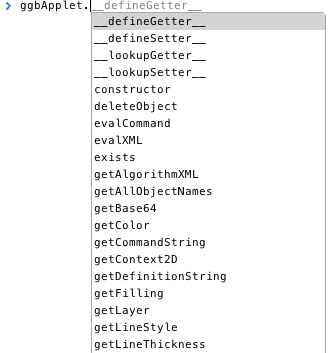 > ggbApplet.__defineGetter__
__defineGetter__
__defineSetter__
__lookupGetter__
__lookupSetter__
constructor
deleteObject
evalCommand
evalXML
exists
getAlgorithmXML
getAllObjectNames
getBase64
getColor
getCommandString
getContext2D
getDefinitionString
getFilling
getLayer
getLineStyle
getLineThickness